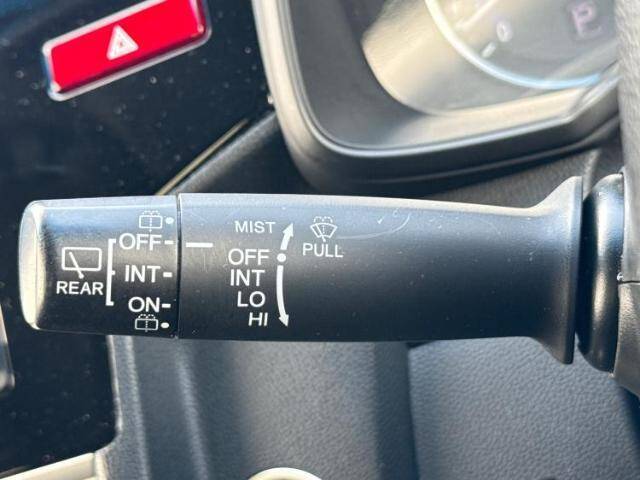 P
OFF
INT
ON
REAR
MIST
OFF
INT
LO
HI
PULL